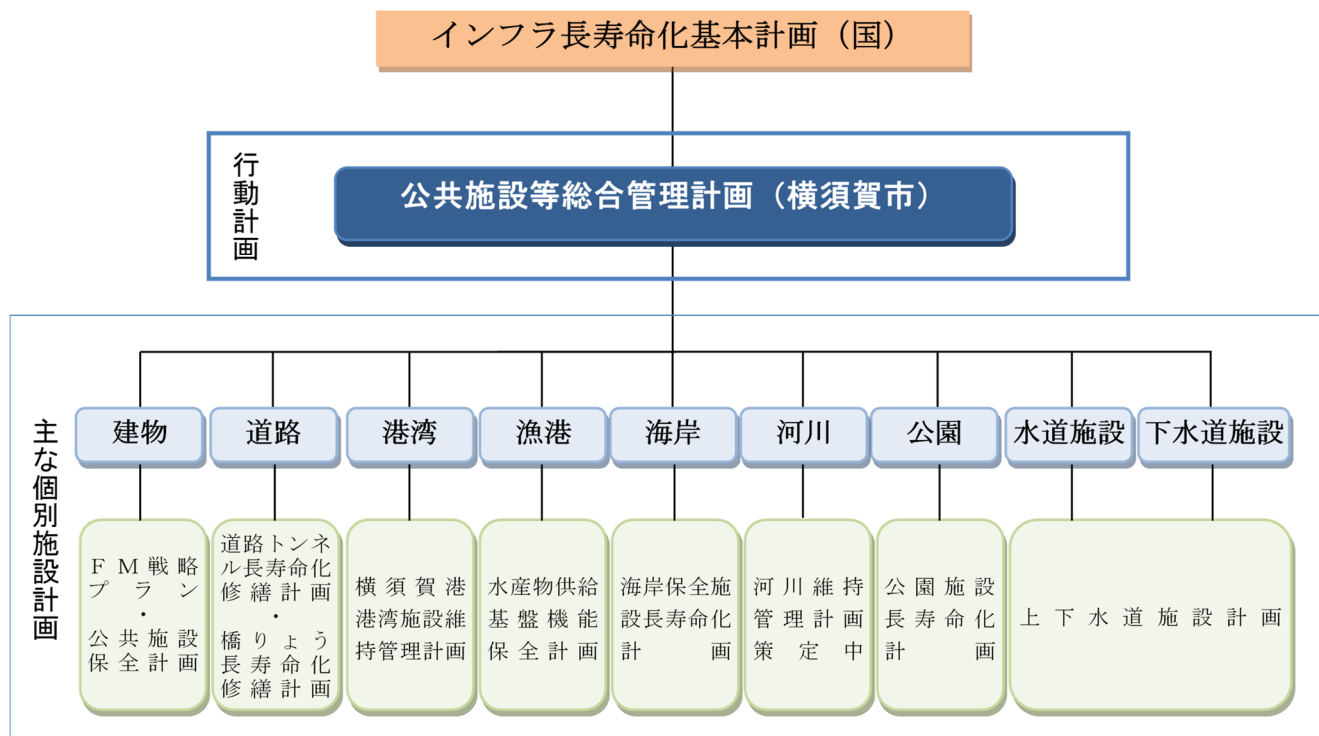 インフラ長寿命化基本計画（国）
行動計画
公共施設等総合管理計画（横須賀市）
主な個別施設計画
建物
道路
港湾
漁港
海岸
河川
公園
水道施設
下水道施設
ＦＭ戦略
プラン
・
公共施設
保全計画
道路トンネ
ル長寿命化
修繕計画
・
橋りょう
長寿命化
修繕計画
横須賀港
港湾施設維
持管理計画
水産物供給
基盤機能
保全計画
海岸保全施
設長寿命化
計画
河川維持
管理計画
策定中
公園施設
長寿命化
計画
上下水道施設計画